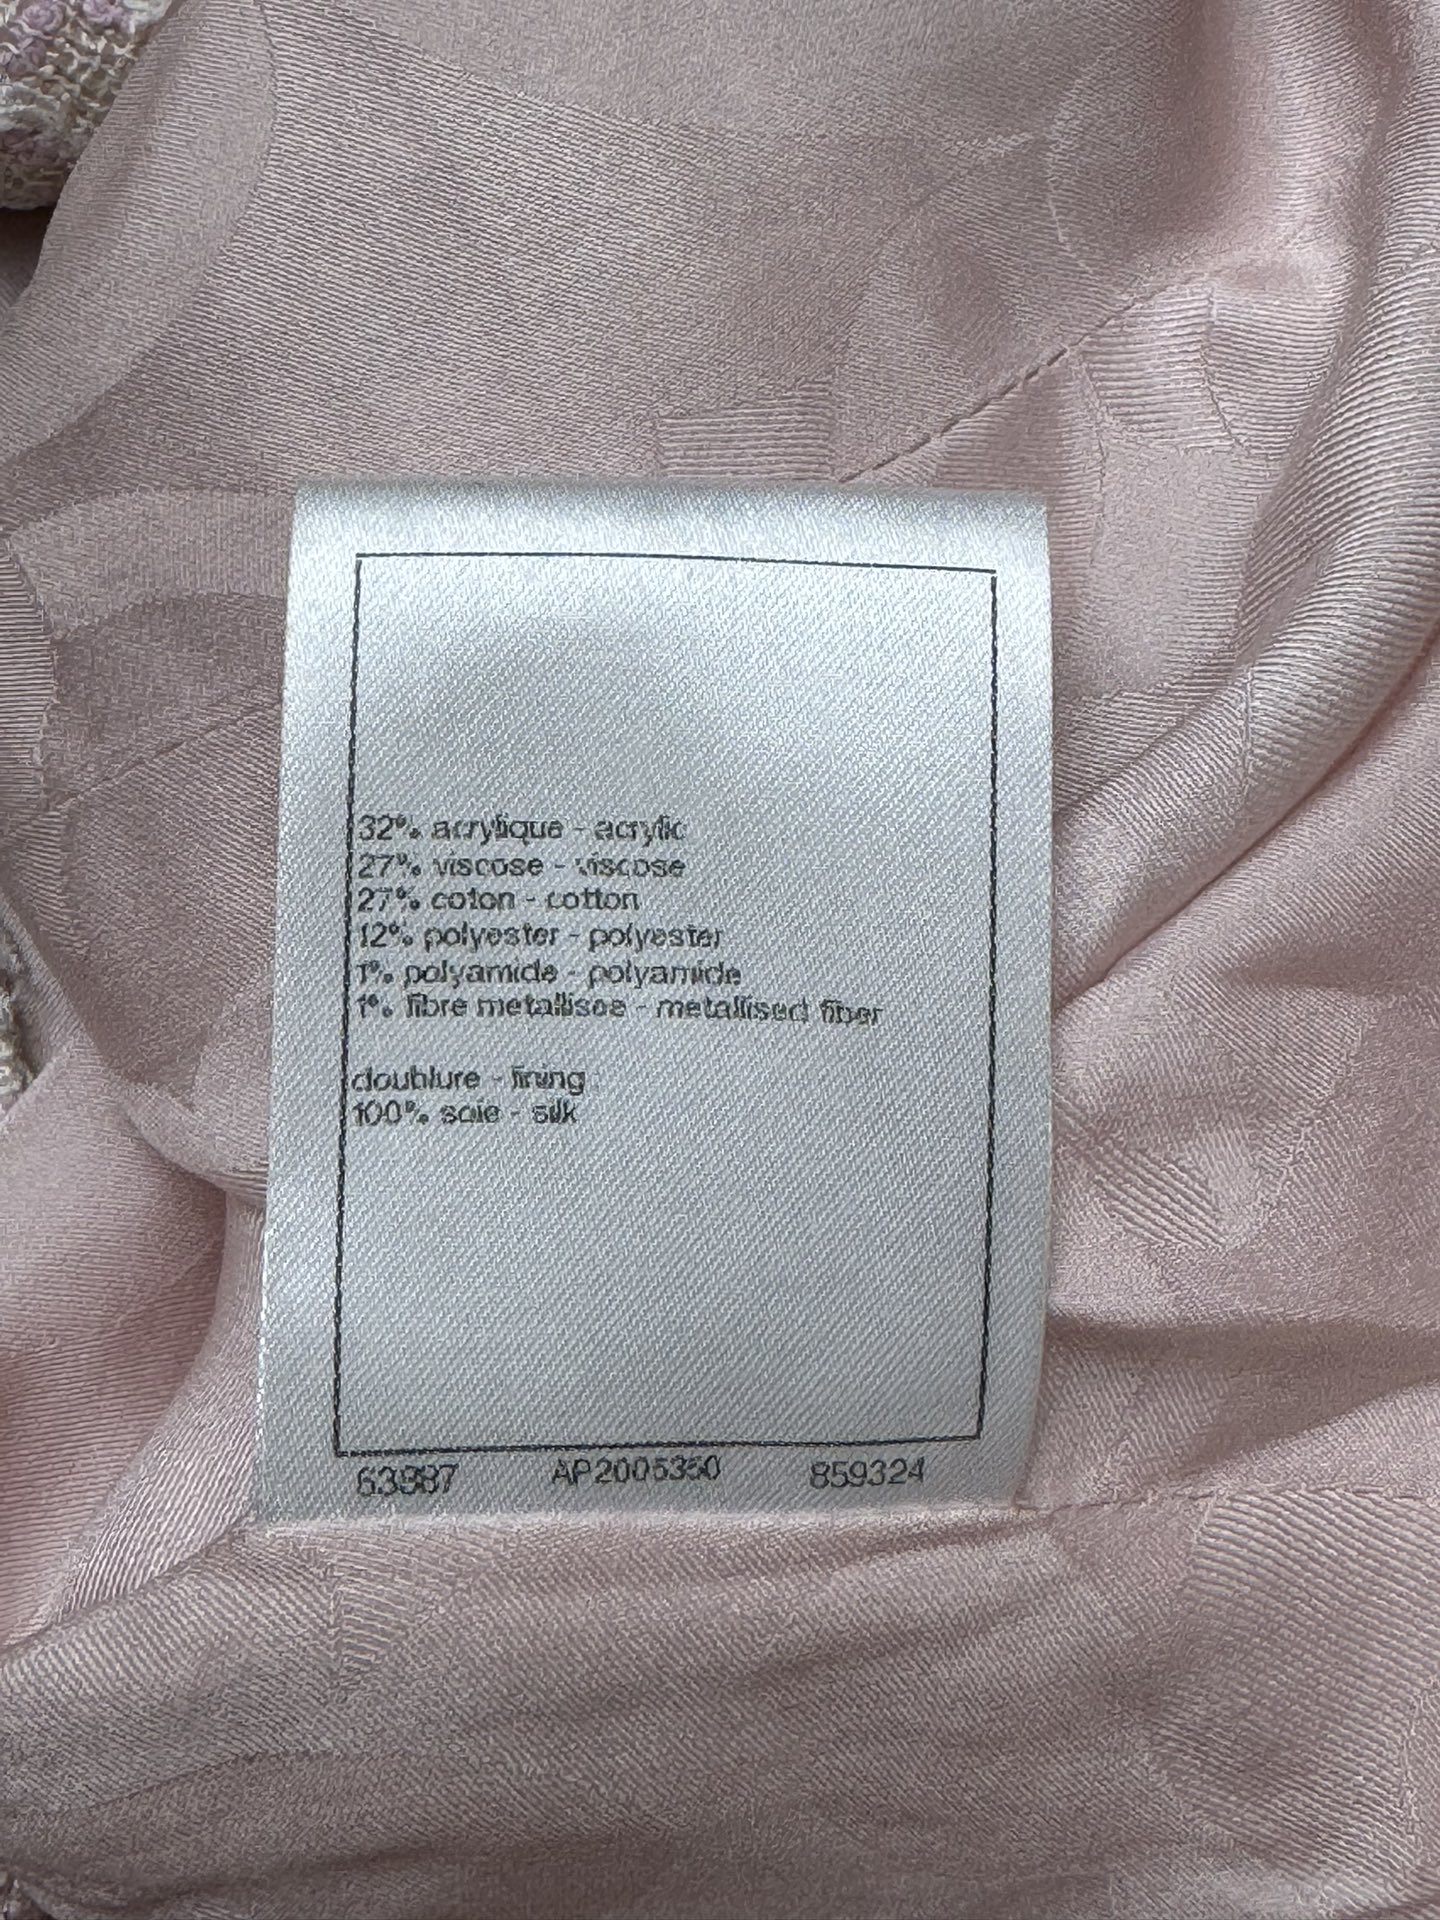 32% acrylique - acrylic
27% viscose - viscose
27% coton - cotton
12% polyester - polyester
1% polyamide - polyamide
1% fibre metallisee - metallised fiber
doublure - lining
100% soie - silk
63987 AP2005350 859324